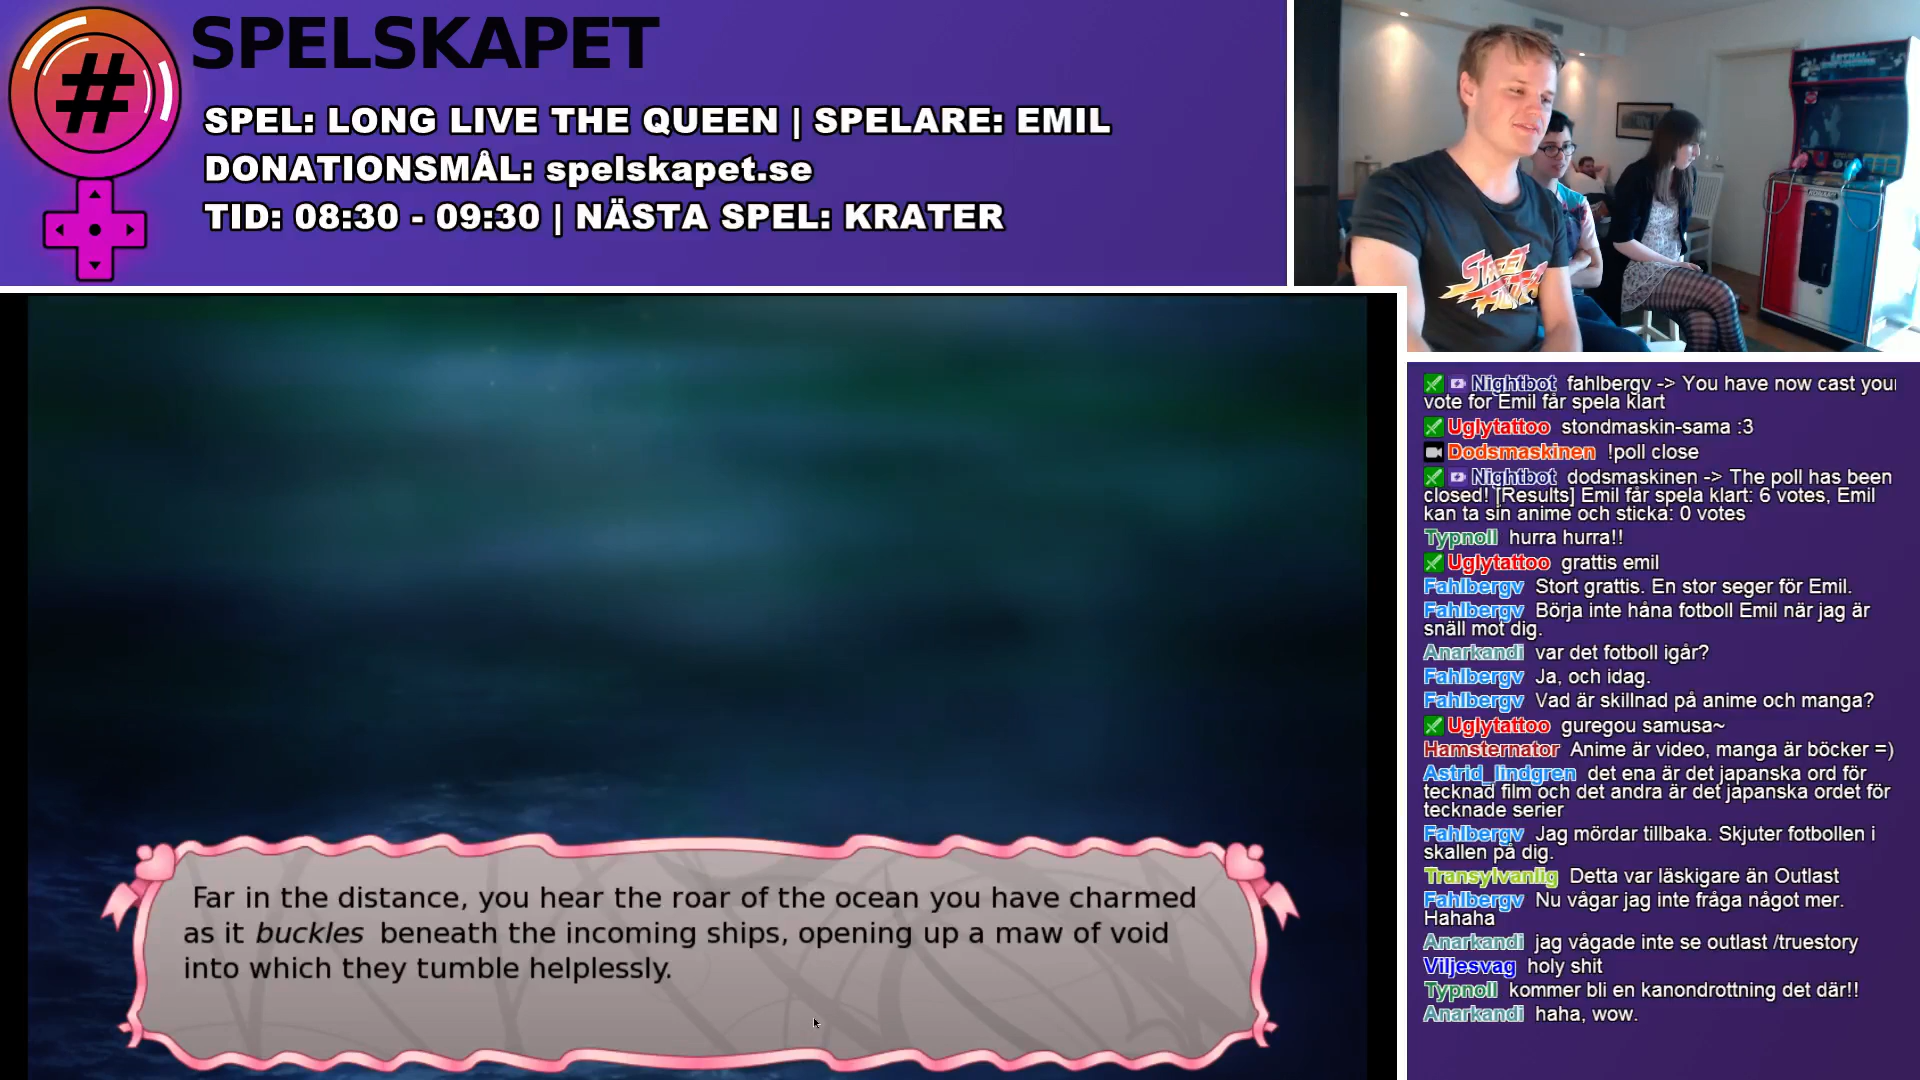 #
SPELSKAPET
SPEL: LONG LIVE THE QUEEN | SPELARE: EMIL
DONATIONSMÅL: spelskapet.se
TID: 08:30 - 09:30 | NÄSTA SPEL: KRATER
STREET
Far in the distance, you hear the roar of the ocean you have charmed
as it buckles beneath the incoming ships, opening up a maw of void
into which they tumble helplessly.
Nightbot fahlbergv -> You have now cast your
vote for Emil får spela klart
Uglytattoo stondmaskin-sama :3
Dodsmaskinen !poll close
Nightbot dodsmaskinen -> The poll has been
closed! [Results] Emil får spela klart: 6 votes, Emil
kan ta sin anime och sticka: 0 votes
Typnoll hurra hurra!!
Uglytattoo grattis emil
Fahlbergv Stort grattis. En stor seger för Emil.
Fahlbergv Börja inte håna fotboll Emil när jag är
snäll mot dig.
Anarkandi var det fotboll igår?
Fahlbergv Ja, och idag.
Fahlbergv Vad är skillnad på anime och manga?
Uglytattoo guregou samusa~
Hamsternator Anime är video, manga är böcker =)
Astrid_lindgren det ena är det japanska ord för
tecknad film och det andra är det japanska ordet för
tecknade serier
Fahlbergv Jag mördar tillbaka. Skjuter fotbollen i
skallen på dig.
Transylvanlig Detta var läskigare än Outlast
Fahlbergv Nu vågar jag inte fråga något mer.
Hahaha
Anarkandi jag vågade inte se outlast /truestory
Viljesvag holy shit
Typnoll kommer bli en kanondrottning det där!!
Anarkandi haha, wow.